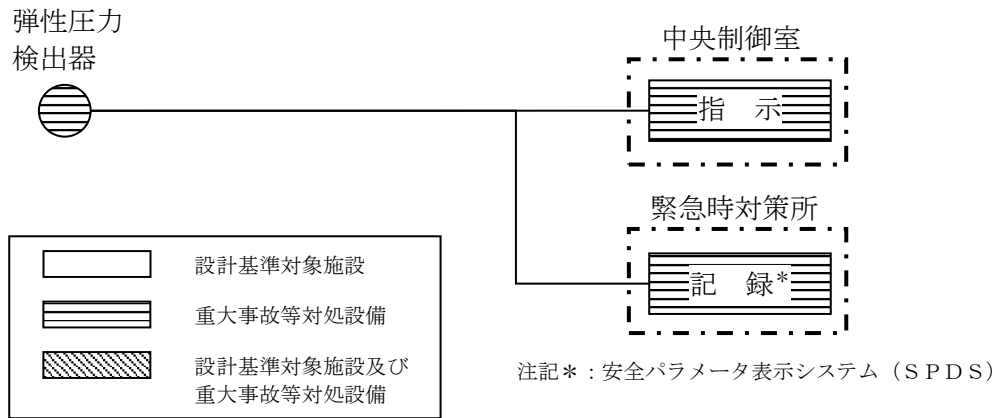 弾性圧力
検出器
中央制御室
指　示
緊急時対策所
記　録*
設計基準対象施設
重大事故等対処設備
設計基準対象施設及び
重大事故等対処設備
注記＊：安全パラメータ表示システム（ＳＰＤＳ）